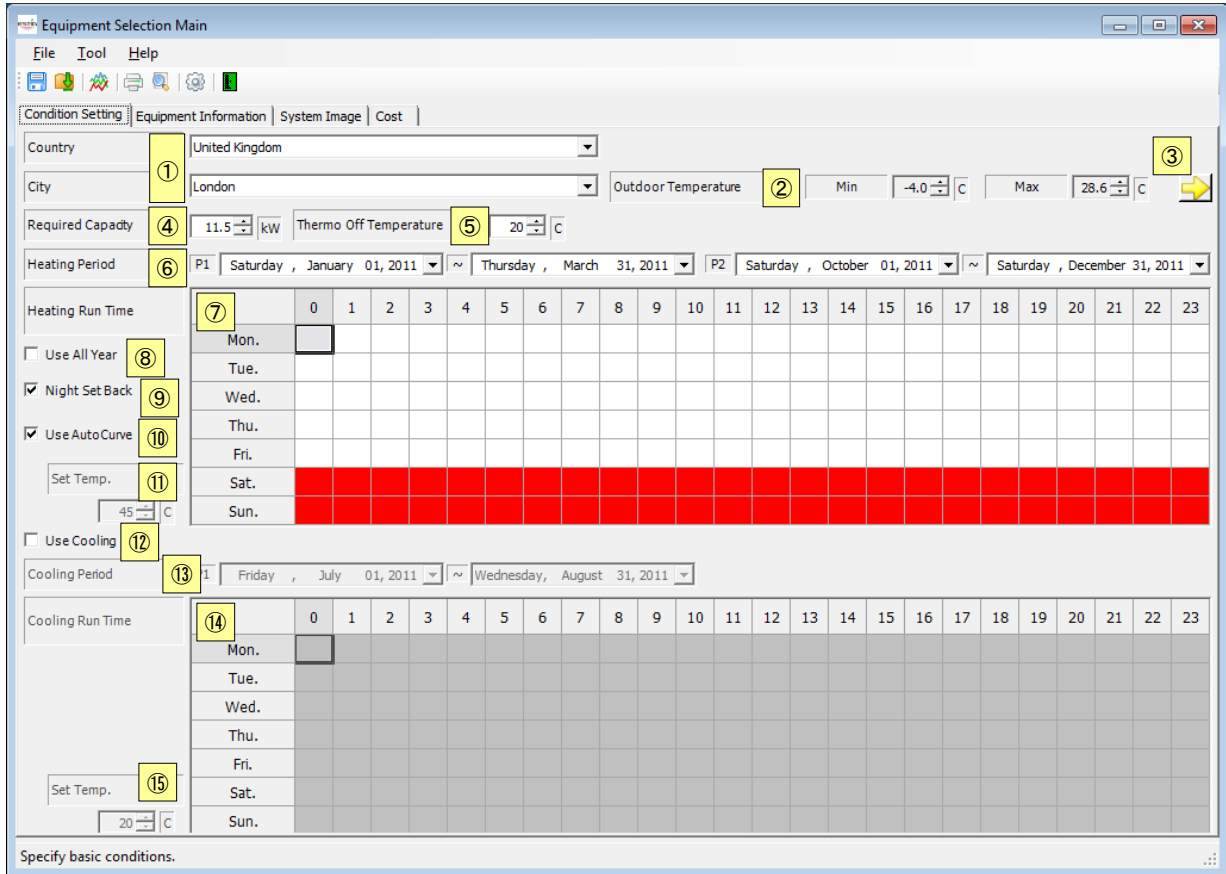 Equipment Selection Main
File Tool Help
Condition Setting Equipment Information System Image Cost
Country ① United Kingdom ③
City London Outdoor Temperature ② Min -4.0 C Max 28.6 C
Required Capacity ④ 11.5 kW Thermo Off Temperature ⑤ 20 C
Heating Period ⑥ P1 Saturday , January 01, 2011 ~ Thursday , March 31, 2011 P2 Saturday , October 01, 2011 ~ Saturday , December 31, 2011
Heating Run Time ⑦ 0 1 2 3 4 5 6 7 8 9 10 11 12 13 14 15 16 17 18 19 20 21 22 23
Mon.
Use All Year ⑧
Tue.
Night Set Back ⑨ Wed.
Thu.
Use AutoCurve ⑩
Fri.
Set Temp. ⑪ Sat.
45 C Sun.
Use Cooling ⑫
Cooling Period ⑬ Friday , July 01, 2011 ~ Wednesday, August 31, 2011
Cooling Run Time ⑭ 0 1 2 3 4 5 6 7 8 9 10 11 12 13 14 15 16 17 18 19 20 21 22 23
Mon.
Tue.
Wed.
Thu.
Fri.
Set Temp. ⑮ Sat.
20 C Sun.
Specify basic conditions.